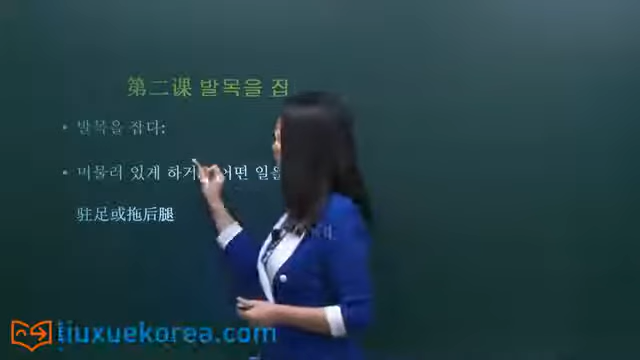 第二课 발목을 잡
• 발목을 잡다:
• 머물러 있게 하거 어떤 일을
驻足或拖后腿
liuxuekorea.com